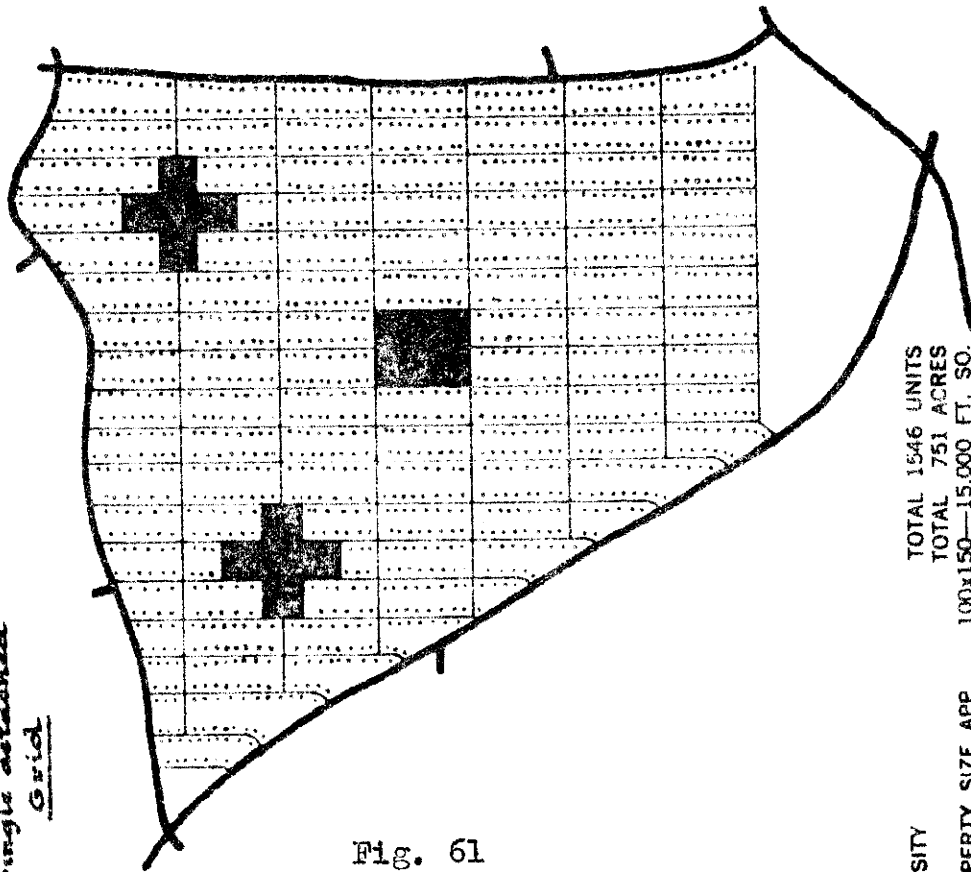 Single detached
Grid
Fig. 61
TOTAL 1546 UNITS
TOTAL 751 ACRES
SITY
PERTY SIZE APP 100x150—15,000 FT. SQ.